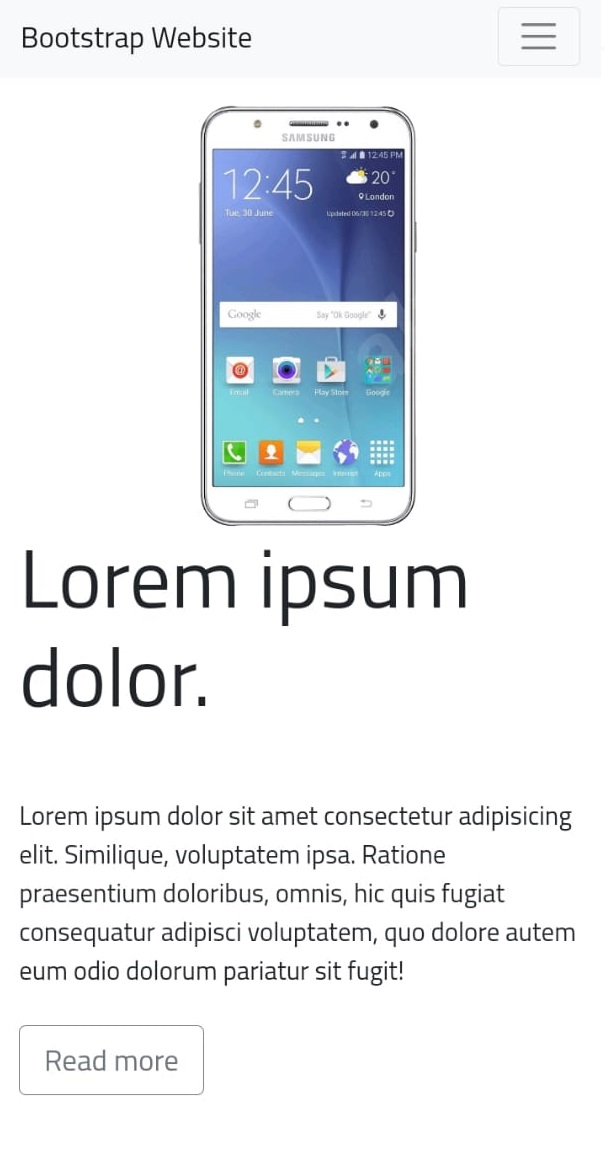 Bootstrap Website
SAMSUNG
12:45 PM
12:45
20°
London
Tue, 30 June
Updated 06/30 12:45
Google
Say "Ok Google"
Email Camera Play Store Google
Phone Contacts Messages Internet Apps
Lorem ipsum
dolor.
Lorem ipsum dolor sit amet consectetur adipisicing
elit. Similique, voluptatem ipsa. Ratione
praesentium doloribus, omnis, hic quis fugiat
consequatur adipisci voluptatem, quo dolore autem
eum odio dolorum pariatur sit fugit!
Read more